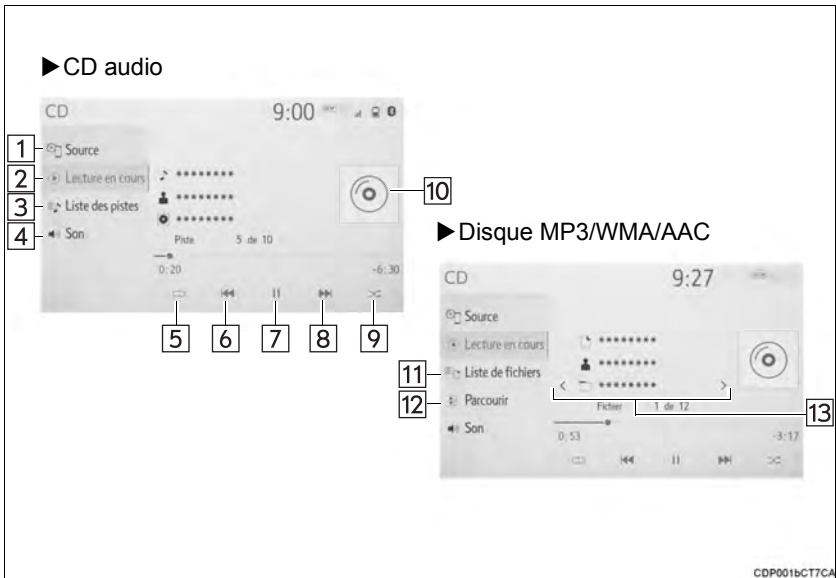 ▶CD audio
CD 9:00
1 Source
2 Lecture en cours
3 Liste des pistes
4 Son
********
********
********
Piste 5 de 10
0:20 -6:30
10
5 6 7 8 9
▶Disque MP3/WMA/AAC
CD 9:27
Source
Lecture en cours
11 Liste de fichiers
12 Parcourir
Son
********
********
< ******** >
Fichier 1 de 12
13
0:53 -3:17
CDP001bCT7CA